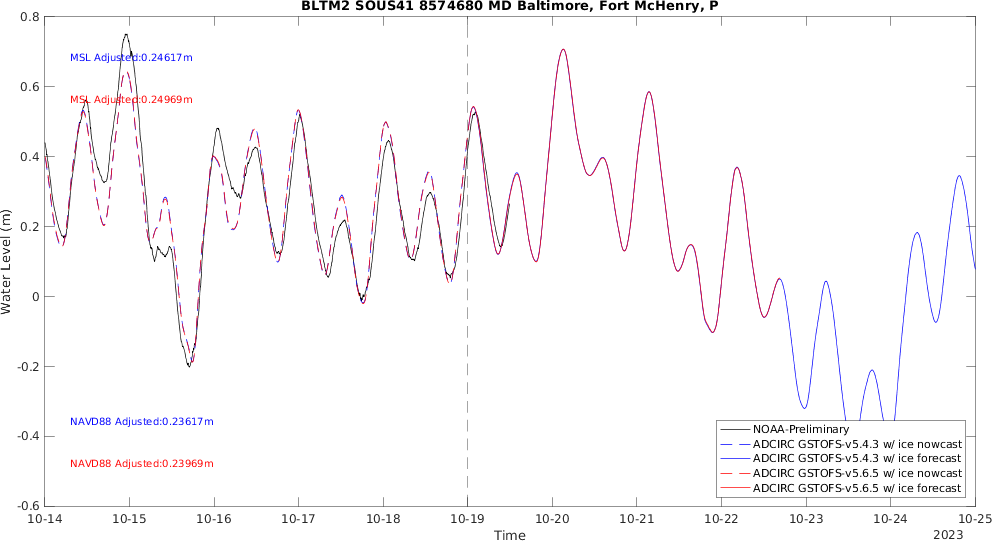 BLTM2 SOUS41 8574680 MD Baltimore, Fort McHenry, P
0.8
0.6
0.4
0.2
0
-0.2
-0.4
-0.6
Water Level (m)
MSL Adjusted:0.24617m
MSL Adjusted:0.24969m
NAVD88 Adjusted:0.23617m
NAVD88 Adjusted:0.23969m
NOAA-Preliminary
ADCIRC GSTOFS-v5.4.3 w/ ice nowcast
ADCIRC GSTOFS-v5.4.3 w/ ice forecast
ADCIRC GSTOFS-v5.6.5 w/ ice nowcast
ADCIRC GSTOFS-v5.6.5 w/ ice forecast
10-14 10-15 10-16 10-17 10-18 10-19 10-20 10-21 10-22 10-23 10-24 10-25
Time
2023